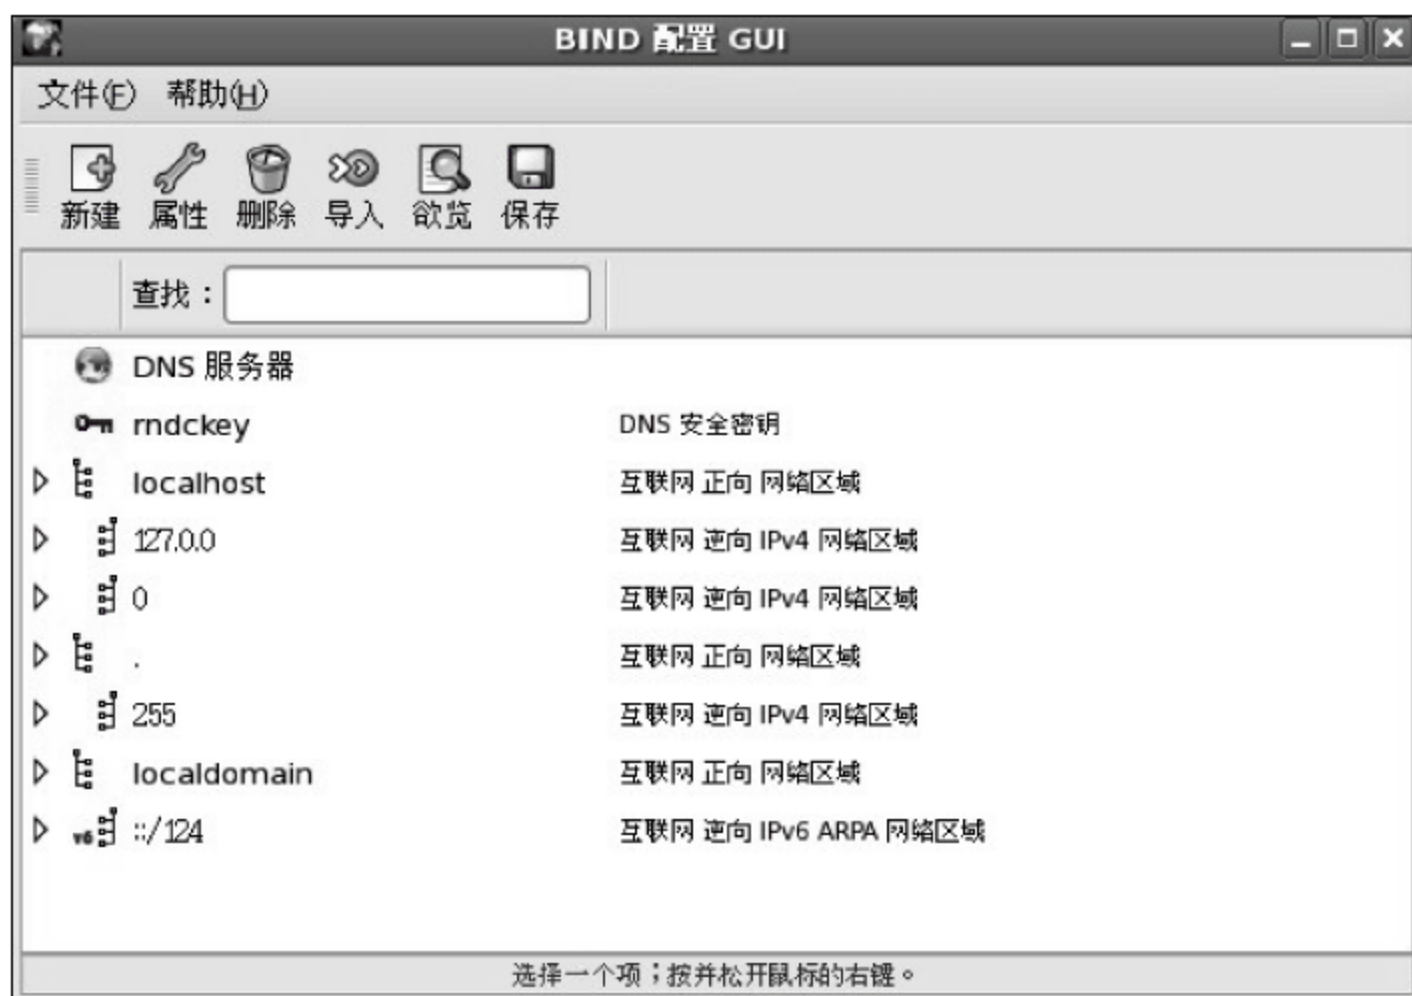 BIND 配置 GUI
文件(F) 帮助(H)
新建 属性 删除 导入 欲览 保存
查找：
DNS 服务器
rndckey DNS 安全密钥
localhost 互联网 正向 网络区域
127.0.0 互联网 逆向 IPv4 网络区域
0 互联网 逆向 IPv4 网络区域
. 互联网 正向 网络区域
255 互联网 逆向 IPv4 网络区域
localdomain 互联网 正向 网络区域
v6 ::/124 互联网 逆向 IPv6 ARPA 网络区域
选择一个项；按并松开鼠标的右键。